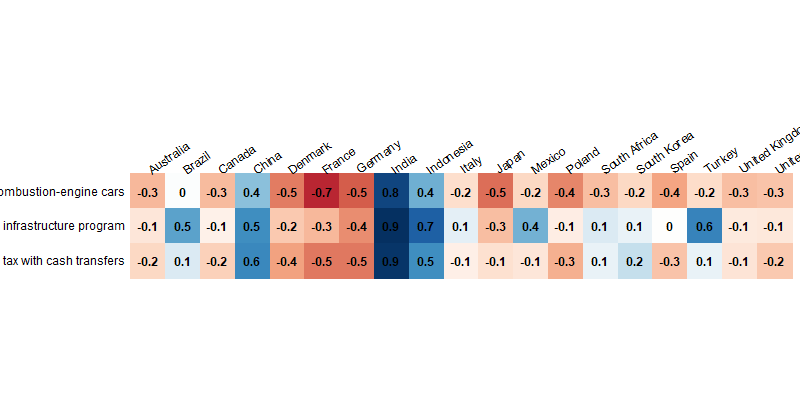 Australia Brazil Canada China Denmark France Germany India Indonesia Italy Japan Mexico Poland South Africa South Korea Spain Turkey United Kingdo United
ombustion-engine cars -0.3 0 -0.3 0.4 -0.5 -0.7 -0.5 0.8 0.4 -0.2 -0.5 -0.2 -0.4 -0.3 -0.2 -0.4 -0.2 -0.3 -0.3
infrastructure program -0.1 0.5 -0.1 0.5 -0.2 -0.3 -0.4 0.9 0.7 0.1 -0.3 0.4 -0.1 0.1 0.1 0 0.6 -0.1 -0.1
tax with cash transfers -0.2 0.1 -0.2 0.6 -0.4 -0.5 -0.5 0.9 0.5 -0.1 -0.1 -0.1 -0.3 0.1 0.2 -0.3 0.1 -0.1 -0.2